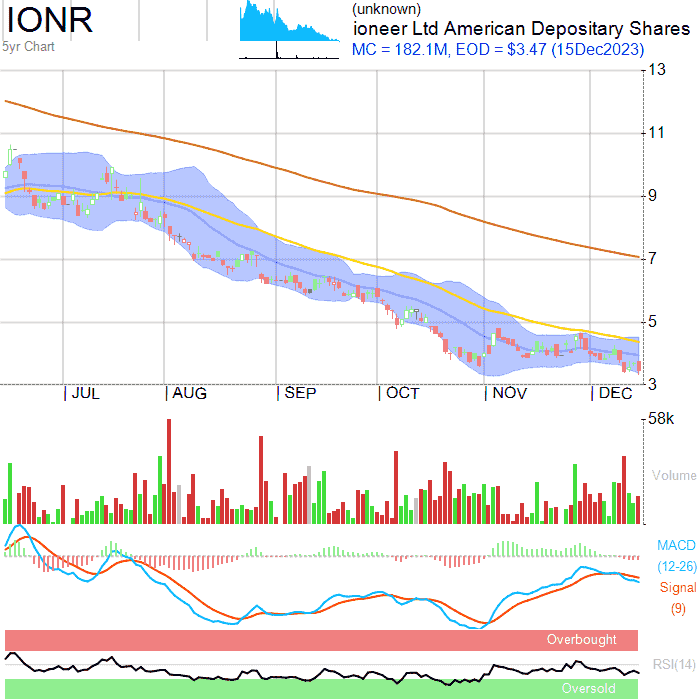 IONR
(unknown)
ioneer Ltd American Depositary Shares
5yr Chart
MC = 182.1M, EOD = $3.47 (15Dec2023)
13
11
9
7
5
3
JUL AUG SEP OCT NOV DEC
58k
Volume
MACD
(12-26)
Signal
(9)
Overbought
RSI(14)
Oversold